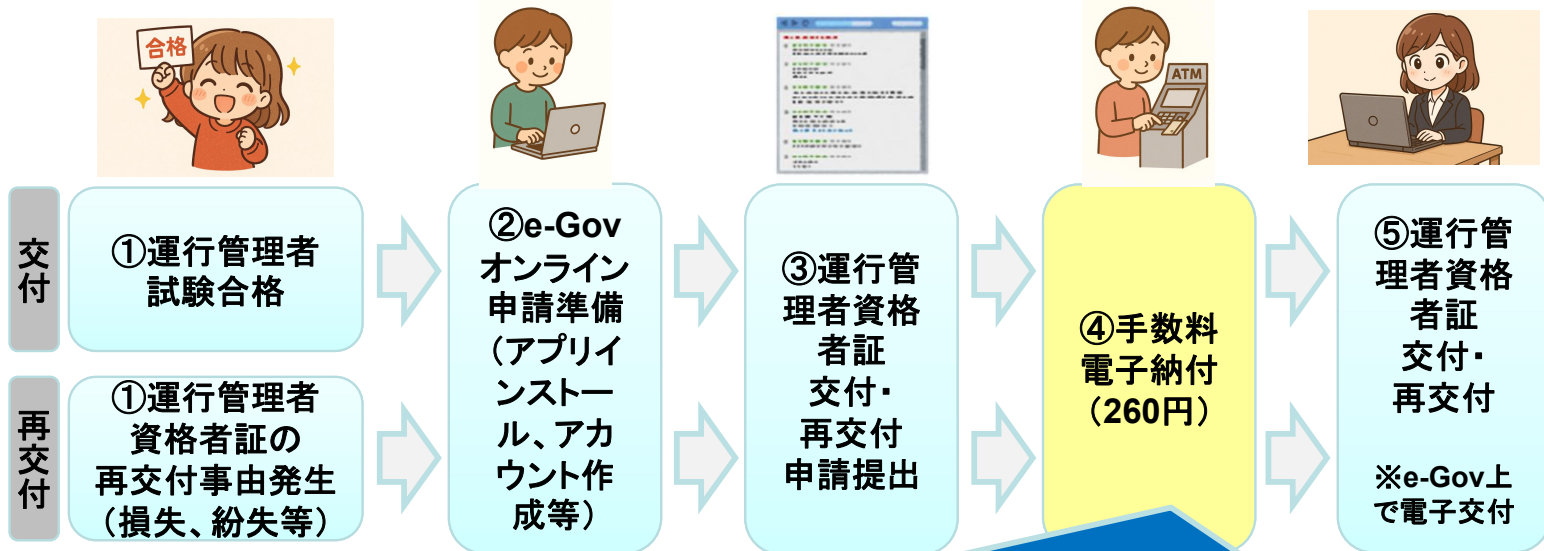 合格
ATM
交付
①運行管理者
試験合格
再交付
①運行管理者
資格者証の
再交付事由発生
（損失、紛失等）
②e-Gov
オンライン
申請準備
（アプリイ
ンストー
ル、アカ
ウント作
成等）
③運行管
理者資格
者証
交付・
再交付
申請提出
④手数料
電子納付
（260円）
⑤運行管
理者資格
者証
交付・
再交付
※e-Gov上
で電子交付